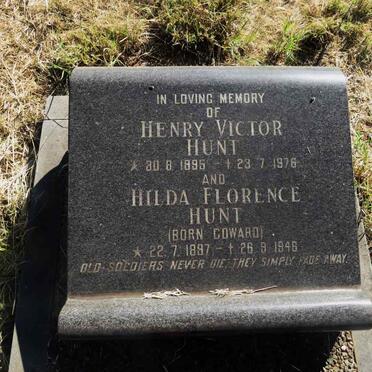 IN LOVING MEMORY
OF
HENRY VICTOR
HUNT
★ 30.8.1895 - † 23.7.1976
AND
HILDA FLORENCE
HUNT
(BORN COWARD)
★ 22.7.1897 - † 26.9.1946
OLD SOLDIERS NEVER DIE, THEY SIMPLY FADE AWAY.